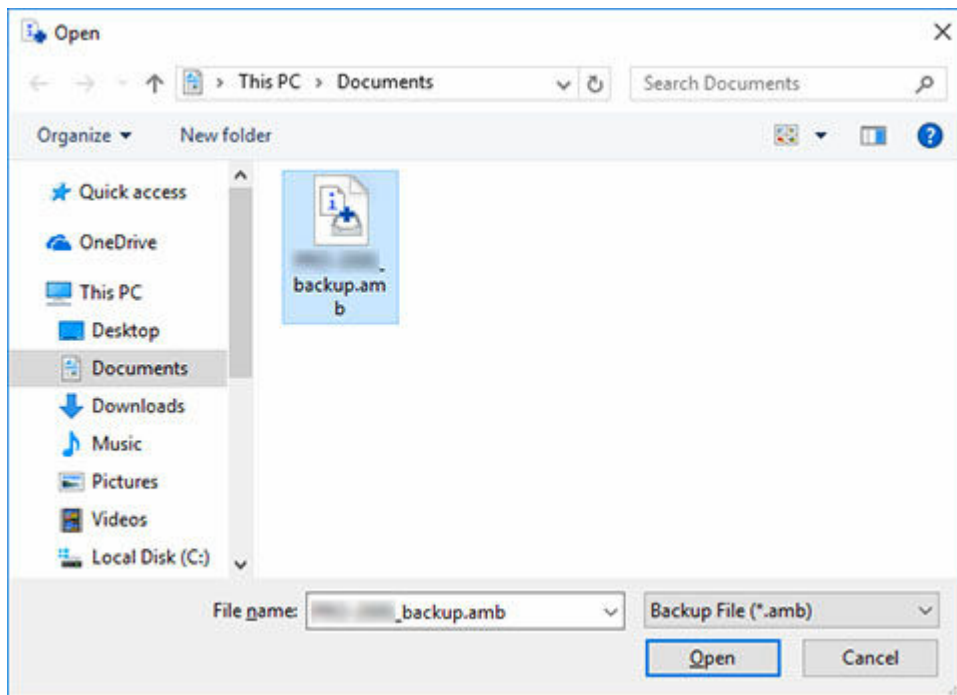 Open
This PC > Documents
Search Documents
Organize
New folder
Quick access
OneDrive
This PC
Desktop
Documents
Downloads
Music
Pictures
Videos
Local Disk (C:)
_
backup.am
b
File name:
_backup.amb
Backup File (*.amb)
Open
Cancel